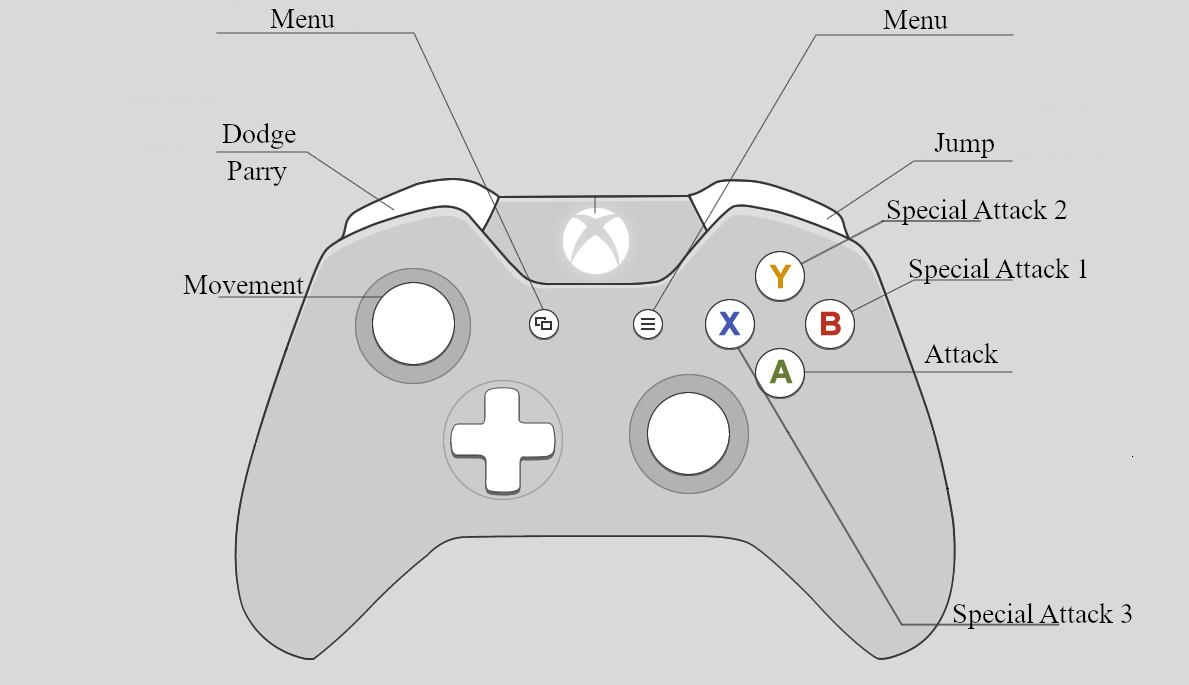 Menu
Menu
Dodge
Parry
Jump
Special Attack 2
Special Attack 1
Movement
Y
X
B
A
Attack
Special Attack 3